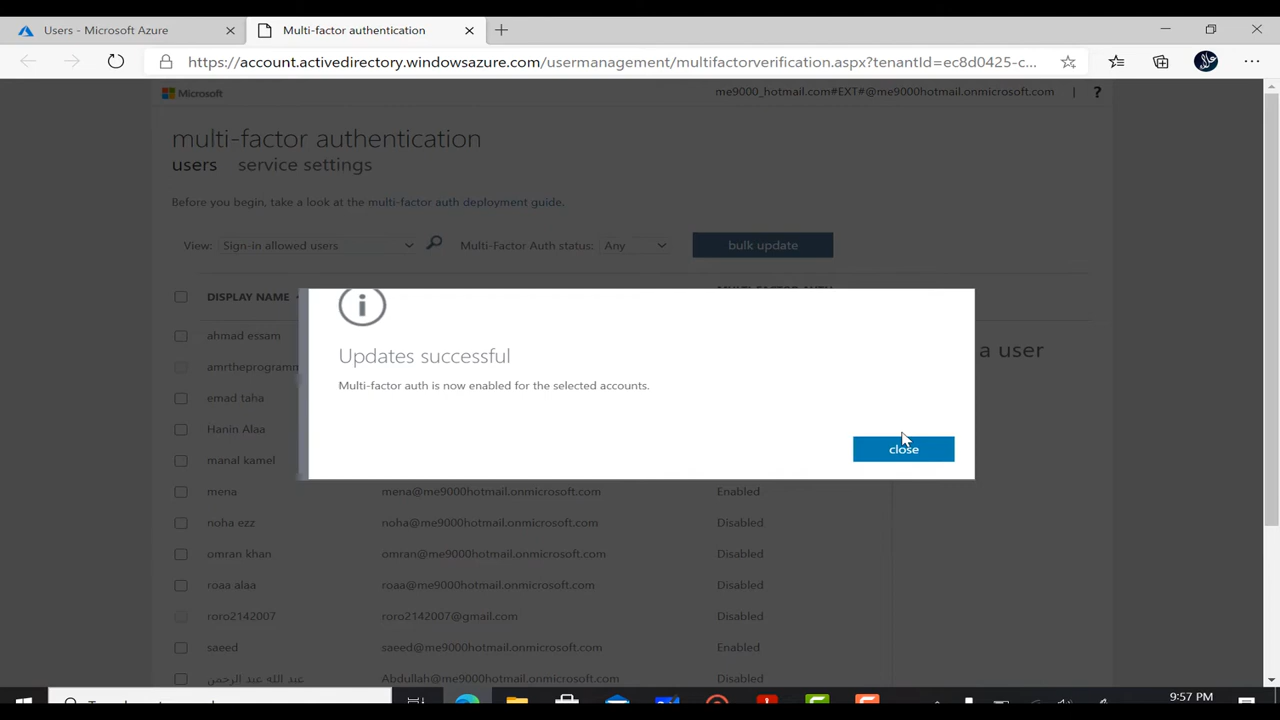 Users - Microsoft Azure
Multi-factor authentication
https://account.activedirectory.windowsazure.com/usermanagement/multifactorverification.aspx?tenantId=ec8d0425-c...
Microsoft
me9000_hotmail.com#EXT#@me9000hotmail.onmicrosoft.com | ?
multi-factor authentication
users service settings
Before you begin, take a look at the multi-factor auth deployment guide.
View: Sign-in allowed users Multi-Factor Auth status: Any bulk update
DISPLAY NAME
ahmad essam
a user
Updates successful
amrtheprogramm
Multi-factor auth is now enabled for the selected accounts.
emad taha
Hanin Alaa
close
manal kamel
mena mena@me9000hotmail.onmicrosoft.com Enabled
noha ezz noha@me9000hotmail.onmicrosoft.com Disabled
omran khan omran@me9000hotmail.onmicrosoft.com Disabled
roaa alaa roaa@me9000hotmail.onmicrosoft.com Disabled
roro2142007 roro2142007@gmail.com Disabled
saeed saeed@me9000hotmail.onmicrosoft.com Enabled
عبد الله عبد الرحمن Abdullah@me9000hotmail.onmicrosoft.com Disabled
9:57 PM